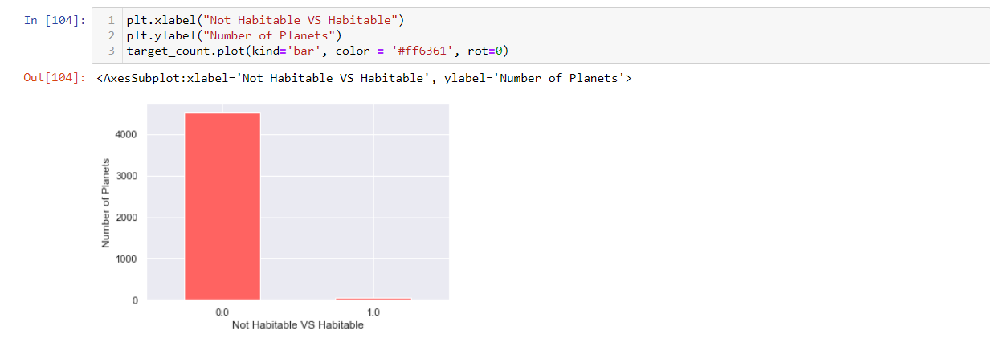 In [104]:
1 plt.xlabel("Not Habitable VS Habitable")
2 plt.ylabel("Number of Planets")
3 target_count.plot(kind='bar', color = '#ff6361', rot=0)
Out[104]: <AxesSubplot:xlabel='Not Habitable VS Habitable', ylabel='Number of Planets'>
Number of Planets
4000
3000
2000
1000
0
0.0 1.0
Not Habitable VS Habitable